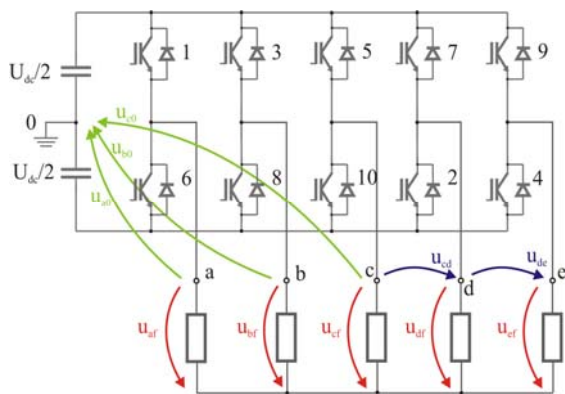 1 3 5 7 9
U_dc/2
0
U_dc/2
u_c0
u_b0
u_a0
6 8 10 2 4
a b c d e
u_cd u_de
u_af u_bf u_cf u_df u_ef